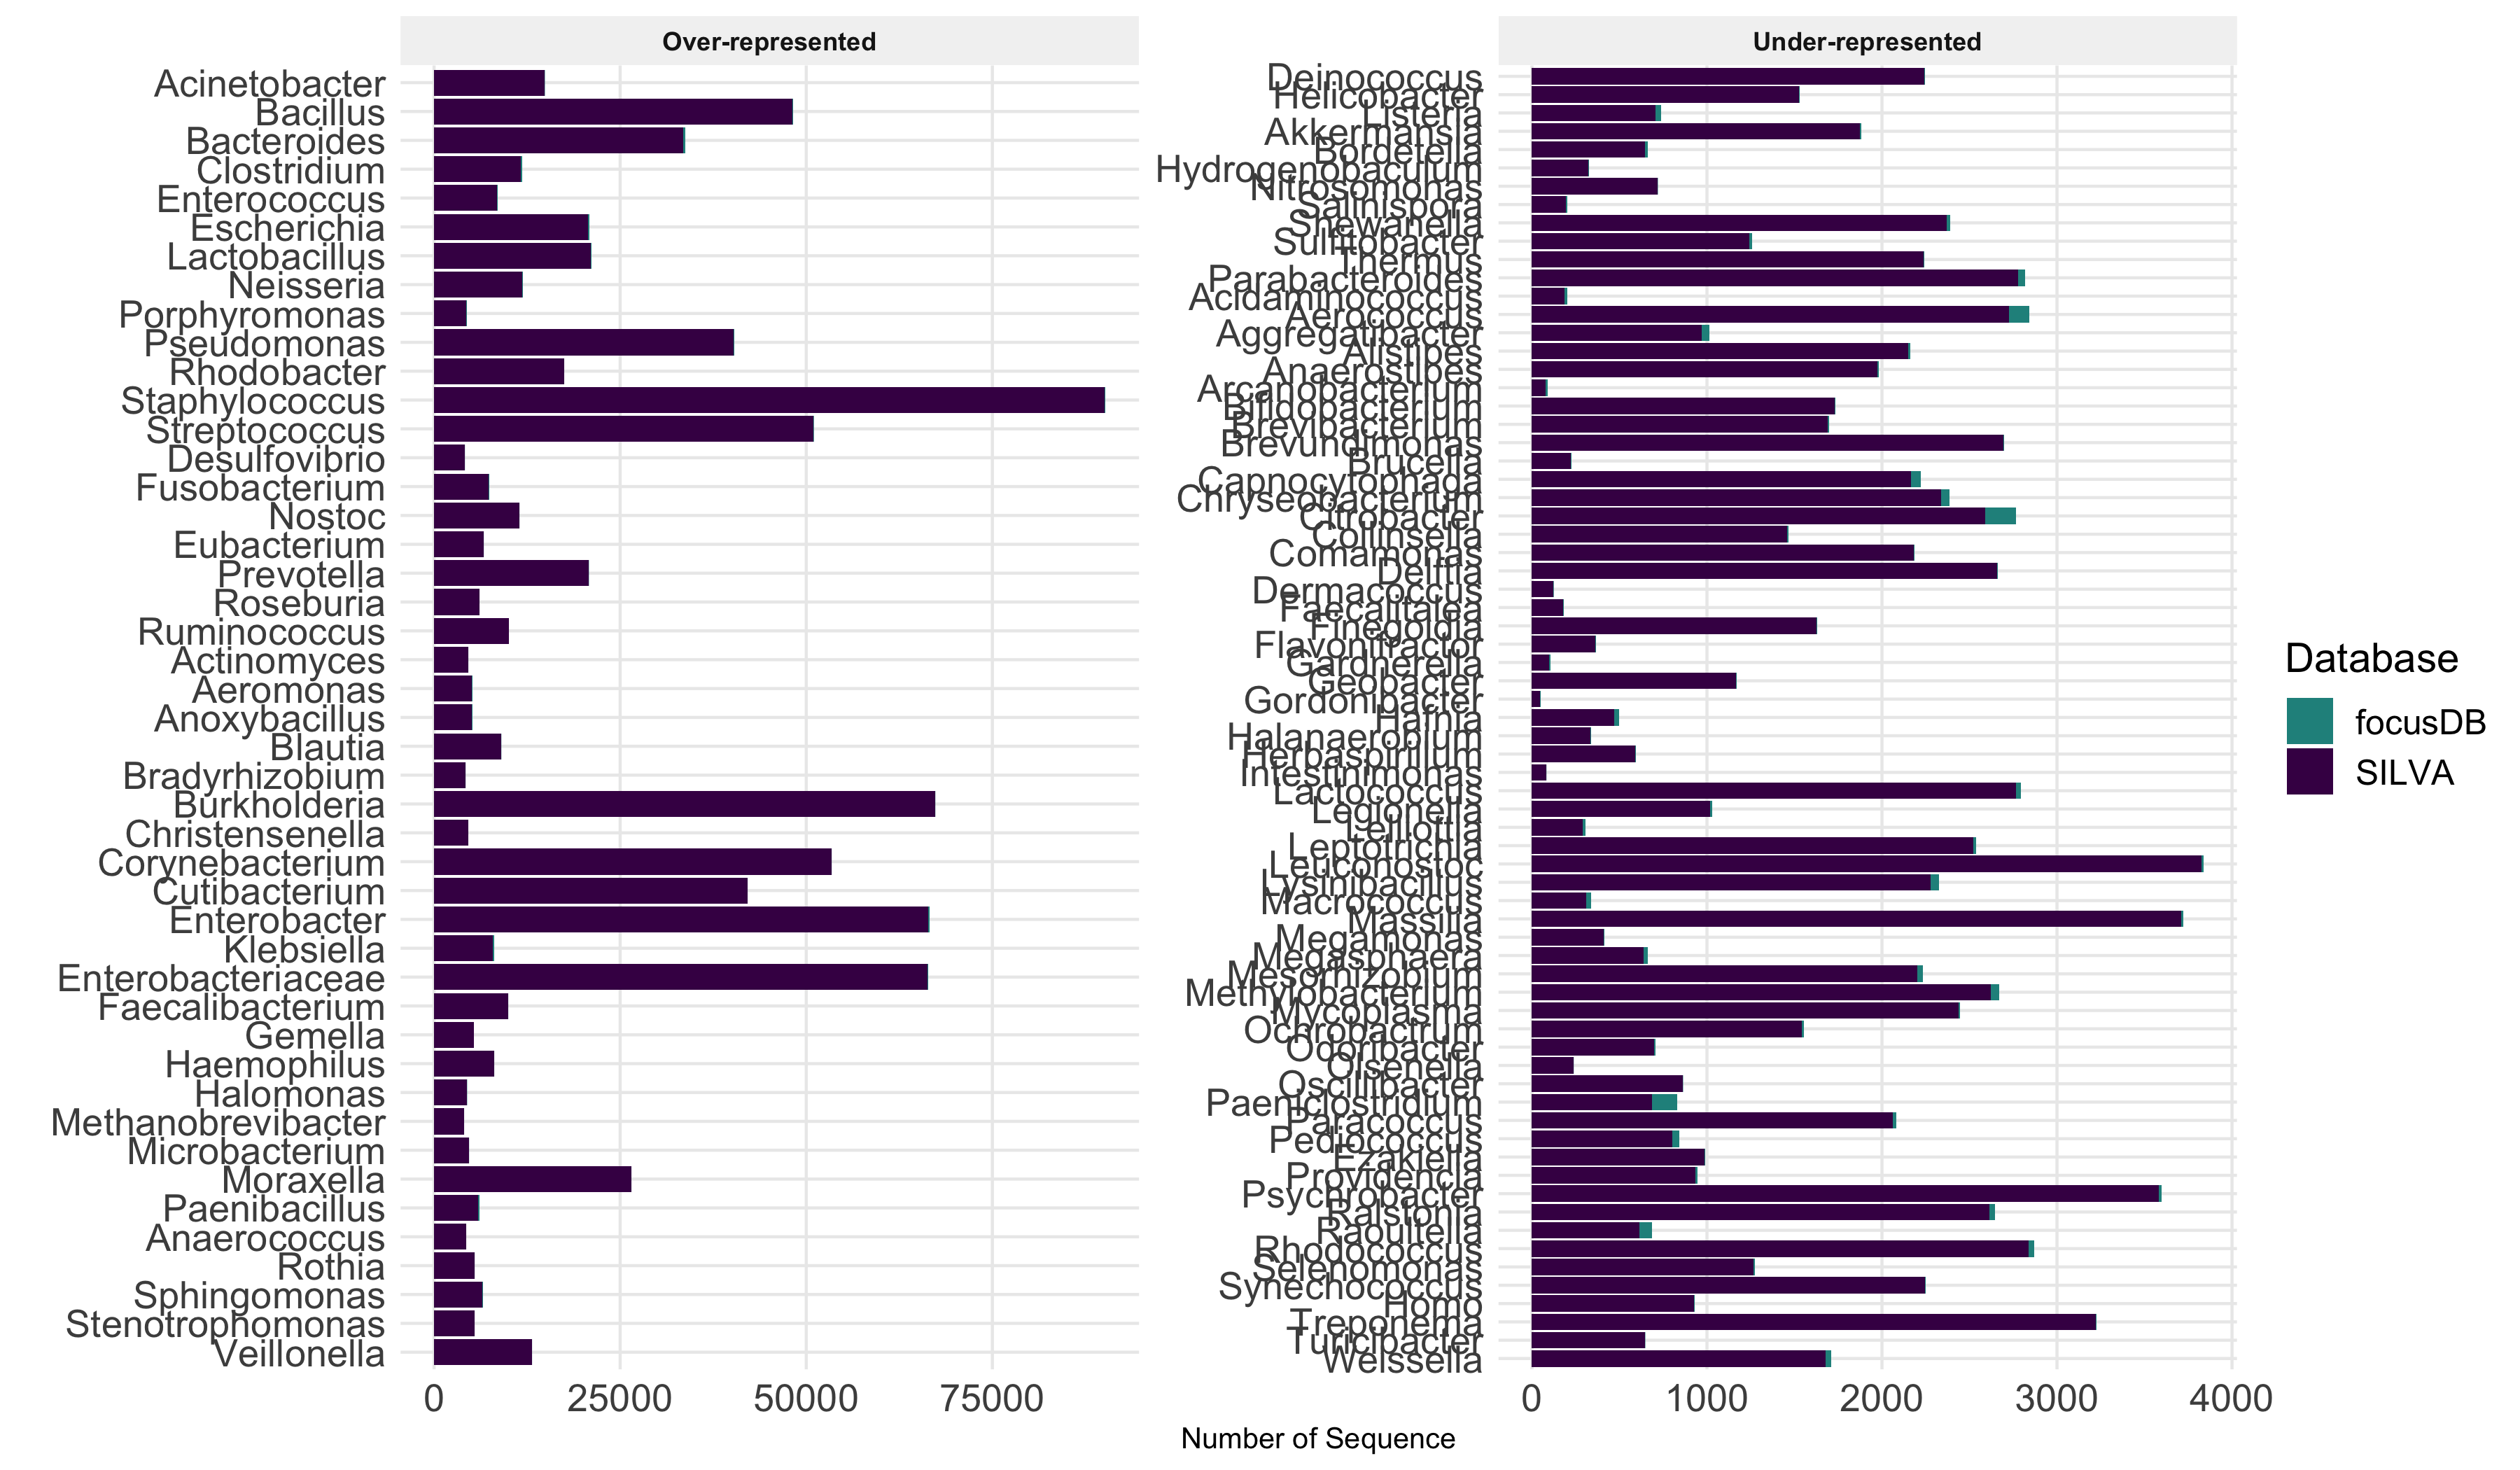 Over-represented
Acinetobacter
Bacillus
Bacteroides
Clostridium
Enterococcus
Escherichia
Lactobacillus
Neisseria
Porphyromonas
Pseudomonas
Rhodobacter
Staphylococcus
Streptococcus
Desulfovibrio
Fusobacterium
Nostoc
Eubacterium
Prevotella
Roseburia
Ruminococcus
Actinomyces
Aeromonas
Anoxybacillus
Blautia
Bradyrhizobium
Burkholderia
Christensenella
Corynebacterium
Cutibacterium
Enterobacter
Klebsiella
Enterobacteriaceae
Faecalibacterium
Gemella
Haemophilus
Halomonas
Methanobrevibacter
Microbacterium
Moraxella
Paenibacillus
Anaerococcus
Rothia
Sphingomonas
Stenotrophomonas
Veillonella
0 25000 50000 75000
Under-represented
Deinococcus
Helicobacter
Listeria
Akkermansia
Bordetella
Hydrogenobaculum
Nitrosomonas
Salinispora
Shewanella
Sulfitobacter
Thermus
Parabacteroides
Acidaminococcus
Aerococcus
Aggregatibacter
Alistipes
Anaerostipes
Arcanobacterium
Bifidobacterium
Brevibacterium
Brevundimonas
Brucella
Capnocytophaga
Chryseobacterium
Citrobacter
Collinsella
Comamonas
Delftia
Dermacoccus
Faecalitalea
Finegoldia
Flavonifractor
Gardnerella
Geobacter
Gordonibacter
Hafnia
Halanaerobium
Herbaspirillum
Intestinimonas
Lactococcus
Legionella
Lelliottia
Leptotrichia
Leuconostoc
Lysinibacillus
Macrococcus
Massilia
Megamonas
Megasphaera
Mesorhizobium
Methylobacterium
Mycoplasma
Ochrobactrum
Odoribacter
Olsenella
Oscillibacter
Paeniclostridium
Paracoccus
Pediococcus
Ezakiella
Providencia
Psychrobacter
Ralstonia
Raoultella
Rhodococcus
Selenomonas
Synechococcus
Homo
Treponema
Turicibacter
Weissella
0 1000 2000 3000 4000
Number of Sequence
Database
focusDB
SILVA